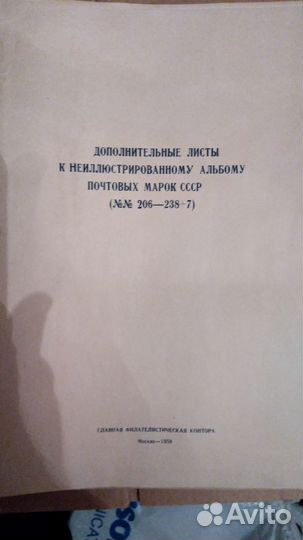 ДОПОЛНИТЕЛЬНЫЕ ЛИСТЫ
К НЕИЛЛЮСТРИРОВАННОМУ АЛЬБОМУ
ПОЧТОВЫХ МАРОК СССР
(№№ 206—238+7)
ГЛАВНАЯ ФИЛАТЕЛИСТИЧЕСКАЯ КОНТОРА
Avito